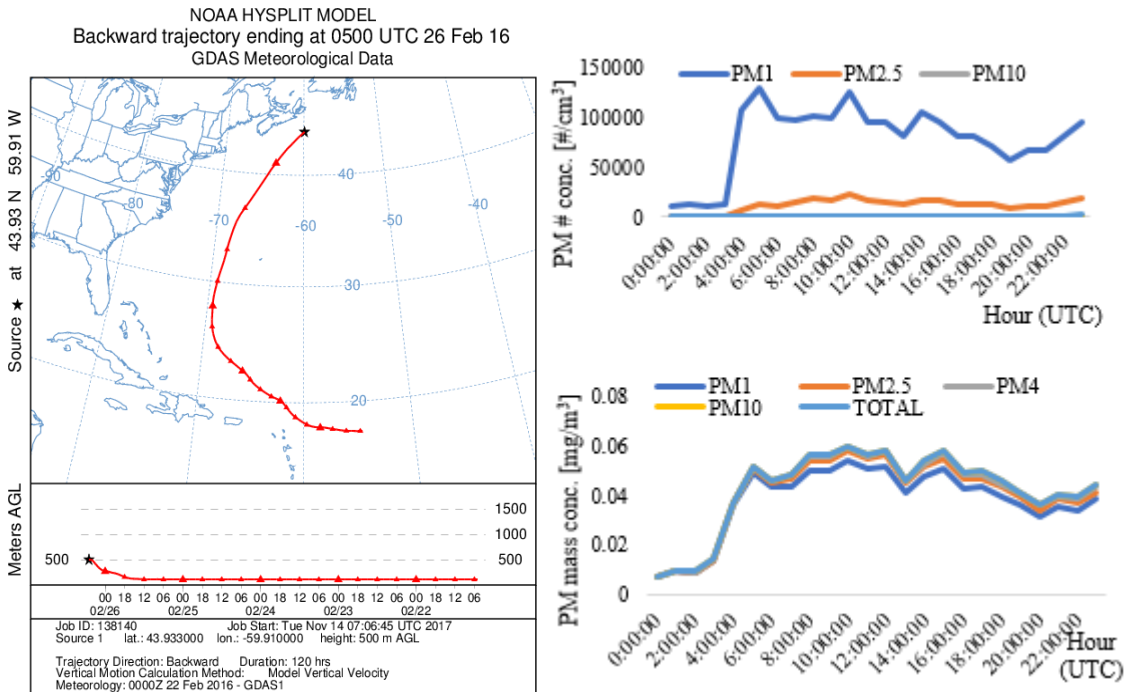 NOAA HYSPLIT MODEL
Backward trajectory ending at 0500 UTC 26 Feb 16
GDAS Meteorological Data
Source ★ at 43.93 N 59.91 W
-90
-80
-70
-60
-50
-40
40
30
20
Meters AGL
1500
1000
500
500
00 18 12 06 00 18 12 06 00 18 12 06 00 18 12 06 00 18 12 06
02/26 02/25 02/24 02/23 02/22
Job ID: 138140 Job Start: Tue Nov 14 07:06:45 UTC 2017
Source 1 lat.: 43.933000 lon.: -59.910000 height: 500 m AGL
Trajectory Direction: Backward Duration: 120 hrs
Vertical Motion Calculation Method: Model Vertical Velocity
Meteorology: 0000Z 22 Feb 2016 - GDAS1
PM # conc. [#/cm³]
150000
100000
50000
0
PM1 PM2.5 PM10
0:00:00 2:00:00 4:00:00 6:00:00 8:00:00 10:00:00 12:00:00 14:00:00 16:00:00 18:00:00 20:00:00 22:00:00
Hour (UTC)
PM mass conc. [mg/m³]
0.08
0.06
0.04
0.02
0
PM1 PM2.5 PM4
PM10 TOTAL
0:00:00 2:00:00 4:00:00 6:00:00 8:00:00 10:00:00 12:00:00 14:00:00 16:00:00 18:00:00 20:00:00 22:00:00
Hour
(UTC)